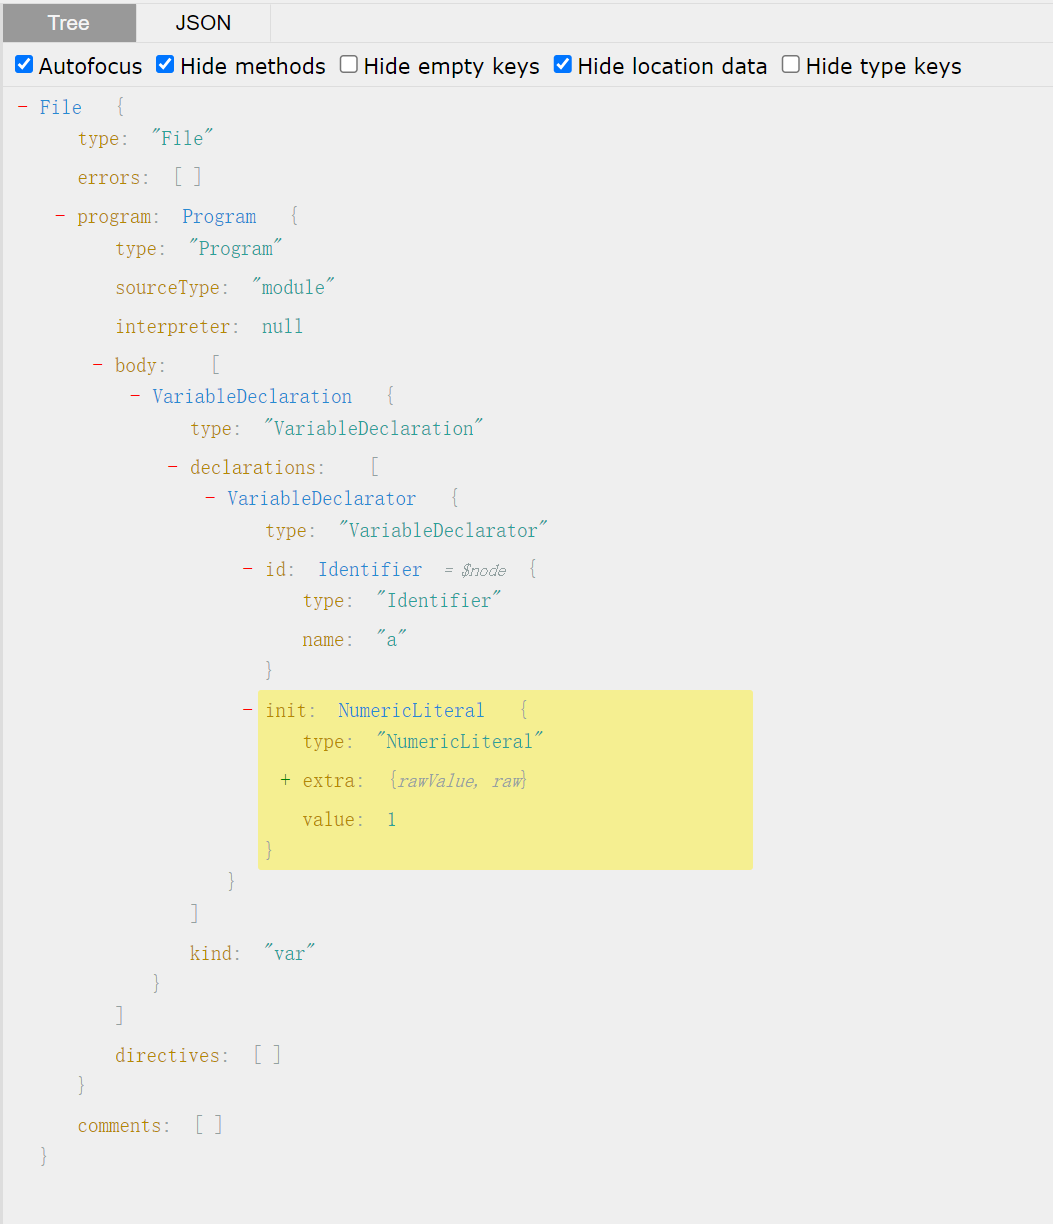 Tree JSON
Autofocus Hide methods Hide empty keys Hide location data Hide type keys
- File {
type: "File"
errors: [ ]
- program: Program {
type: "Program"
sourceType: "module"
interpreter: null
- body: [
- VariableDeclaration {
type: "VariableDeclaration"
- declarations: [
- VariableDeclarator {
type: "VariableDeclarator"
- id: Identifier = $node {
type: "Identifier"
name: "a"
}
- init: NumericLiteral {
type: "NumericLiteral"
+ extra: {rawValue, raw}
value: 1
}
}
]
kind: "var"
}
]
directives: [ ]
}
comments: [ ]
}